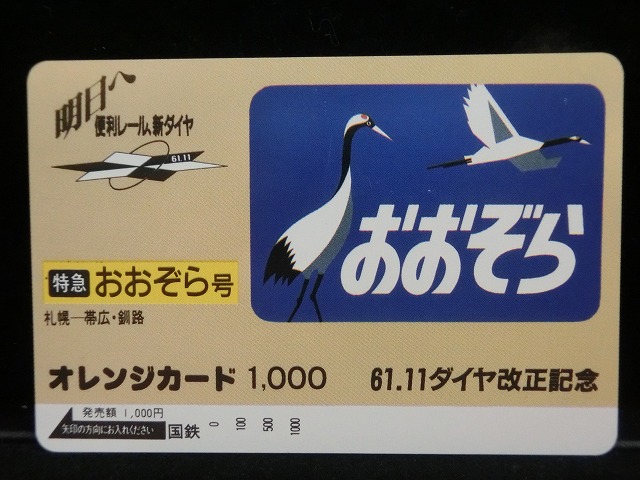 明日へ
便利レール、新ダイヤ
61.11
おおぞら
特急 おおぞら号
札幌―帯広・釧路
オレンジカード 1,000
61.11ダイヤ改正記念
発売額 1,000円
矢印の方向にお入れください
国鉄
0 100 500 1000